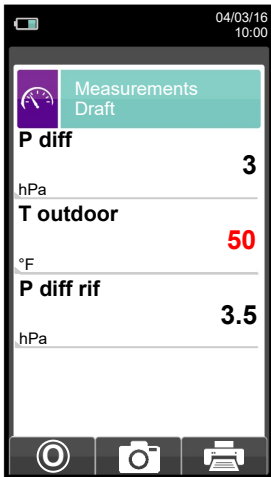 04/03/16
10:00
Measurements
Draft
P diff
3
hPa
T outdoor
50
°F
P diff rif
3.5
hPa